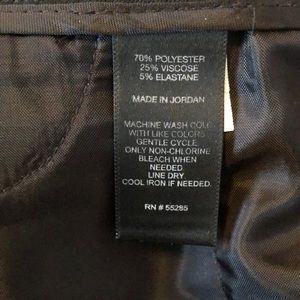 70% POLYESTER
25% VISCOSE
5% ELASTANE
MADE IN JORDAN
MACHINE WASH COLD
WITH LIKE COLORS
GENTLE CYCLE
ONLY NON-CHLORINE
BLEACH WHEN
NEEDED
LINE DRY
COOL IRON IF NEEDED.
RN # 55285